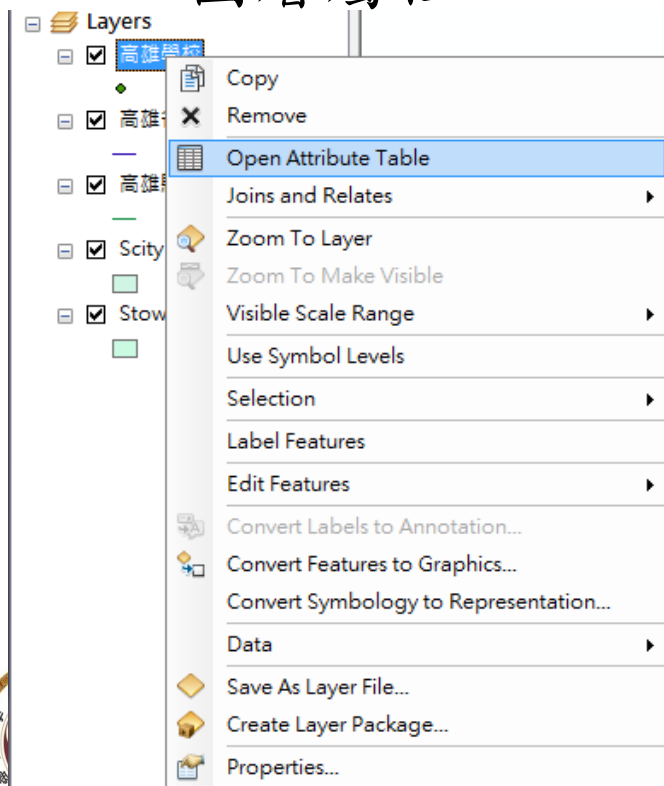 Layers
高雄學校
高雄
高雄
Scity
Stow
Copy
Remove
Open Attribute Table
Joins and Relates
Zoom To Layer
Zoom To Make Visible
Visible Scale Range
Use Symbol Levels
Selection
Label Features
Edit Features
Convert Labels to Annotation...
Convert Features to Graphics...
Convert Symbology to Representation...
Data
Save As Layer File...
Create Layer Package...
Properties...